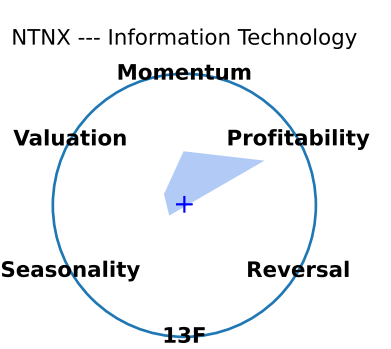 NTNX --- Information Technology
Momentum
Valuation
Profitability
Seasonality
Reversal
13F